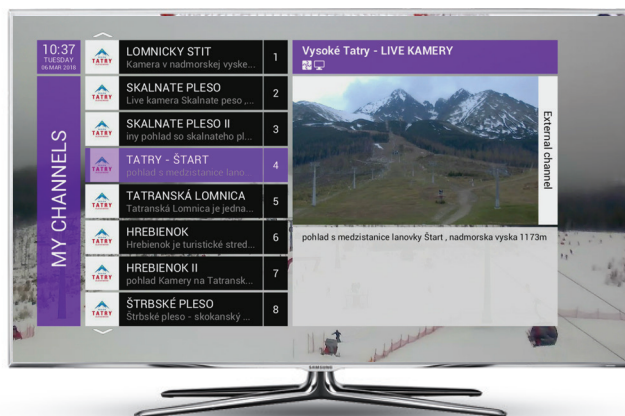 10:37
TUESDAY
06 MAR 2018
MY CHANNELS
TATRY
LOMNICKY STIT
Kamera v nadmorskej vyske...
1
TATRY
SKALNATE PLESO
Live kamera Skalnate peso ,...
2
TATRY
SKALNATE PLESO II
iny pohlad so skalnateho pl...
3
TATRY
TATRY - ŠTART
pohlad s medzistanice lano...
4
TATRY
TATRANSKÁ LOMNICA
Tatranská Lomnica je jedna...
5
TATRY
HREBIENOK
Hrebienok je turistické stred...
6
TATRY
HREBIENOK II
pohlad Kamery na Tatransk...
7
TATRY
ŠTRBSKÉ PLESO
Štrbské pleso - skokanský ...
8
Vysoké Tatry - LIVE KAMERY
External channel
pohlad s medzistanice lanovky Štart , nadmorska vyska 1173m
SAMSUNG